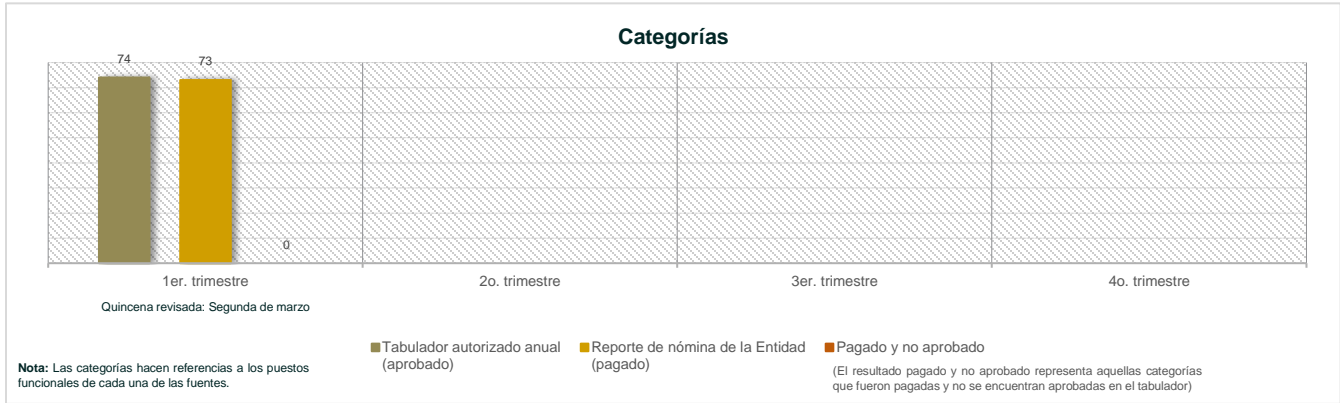 Categorías
74
73
0
1er. trimestre
2o. trimestre
3er. trimestre
4o. trimestre
Quincena revisada: Segunda de marzo
Tabulador autorizado anual
(aprobado)
Reporte de nómina de la Entidad
(pagado)
Pagado y no aprobado
(El resultado pagado y no aprobado representa aquellas categorías
que fueron pagadas y no se encuentran aprobadas en el tabulador)
Nota: Las categorías hacen referencias a los puestos
funcionales de cada una de las fuentes.